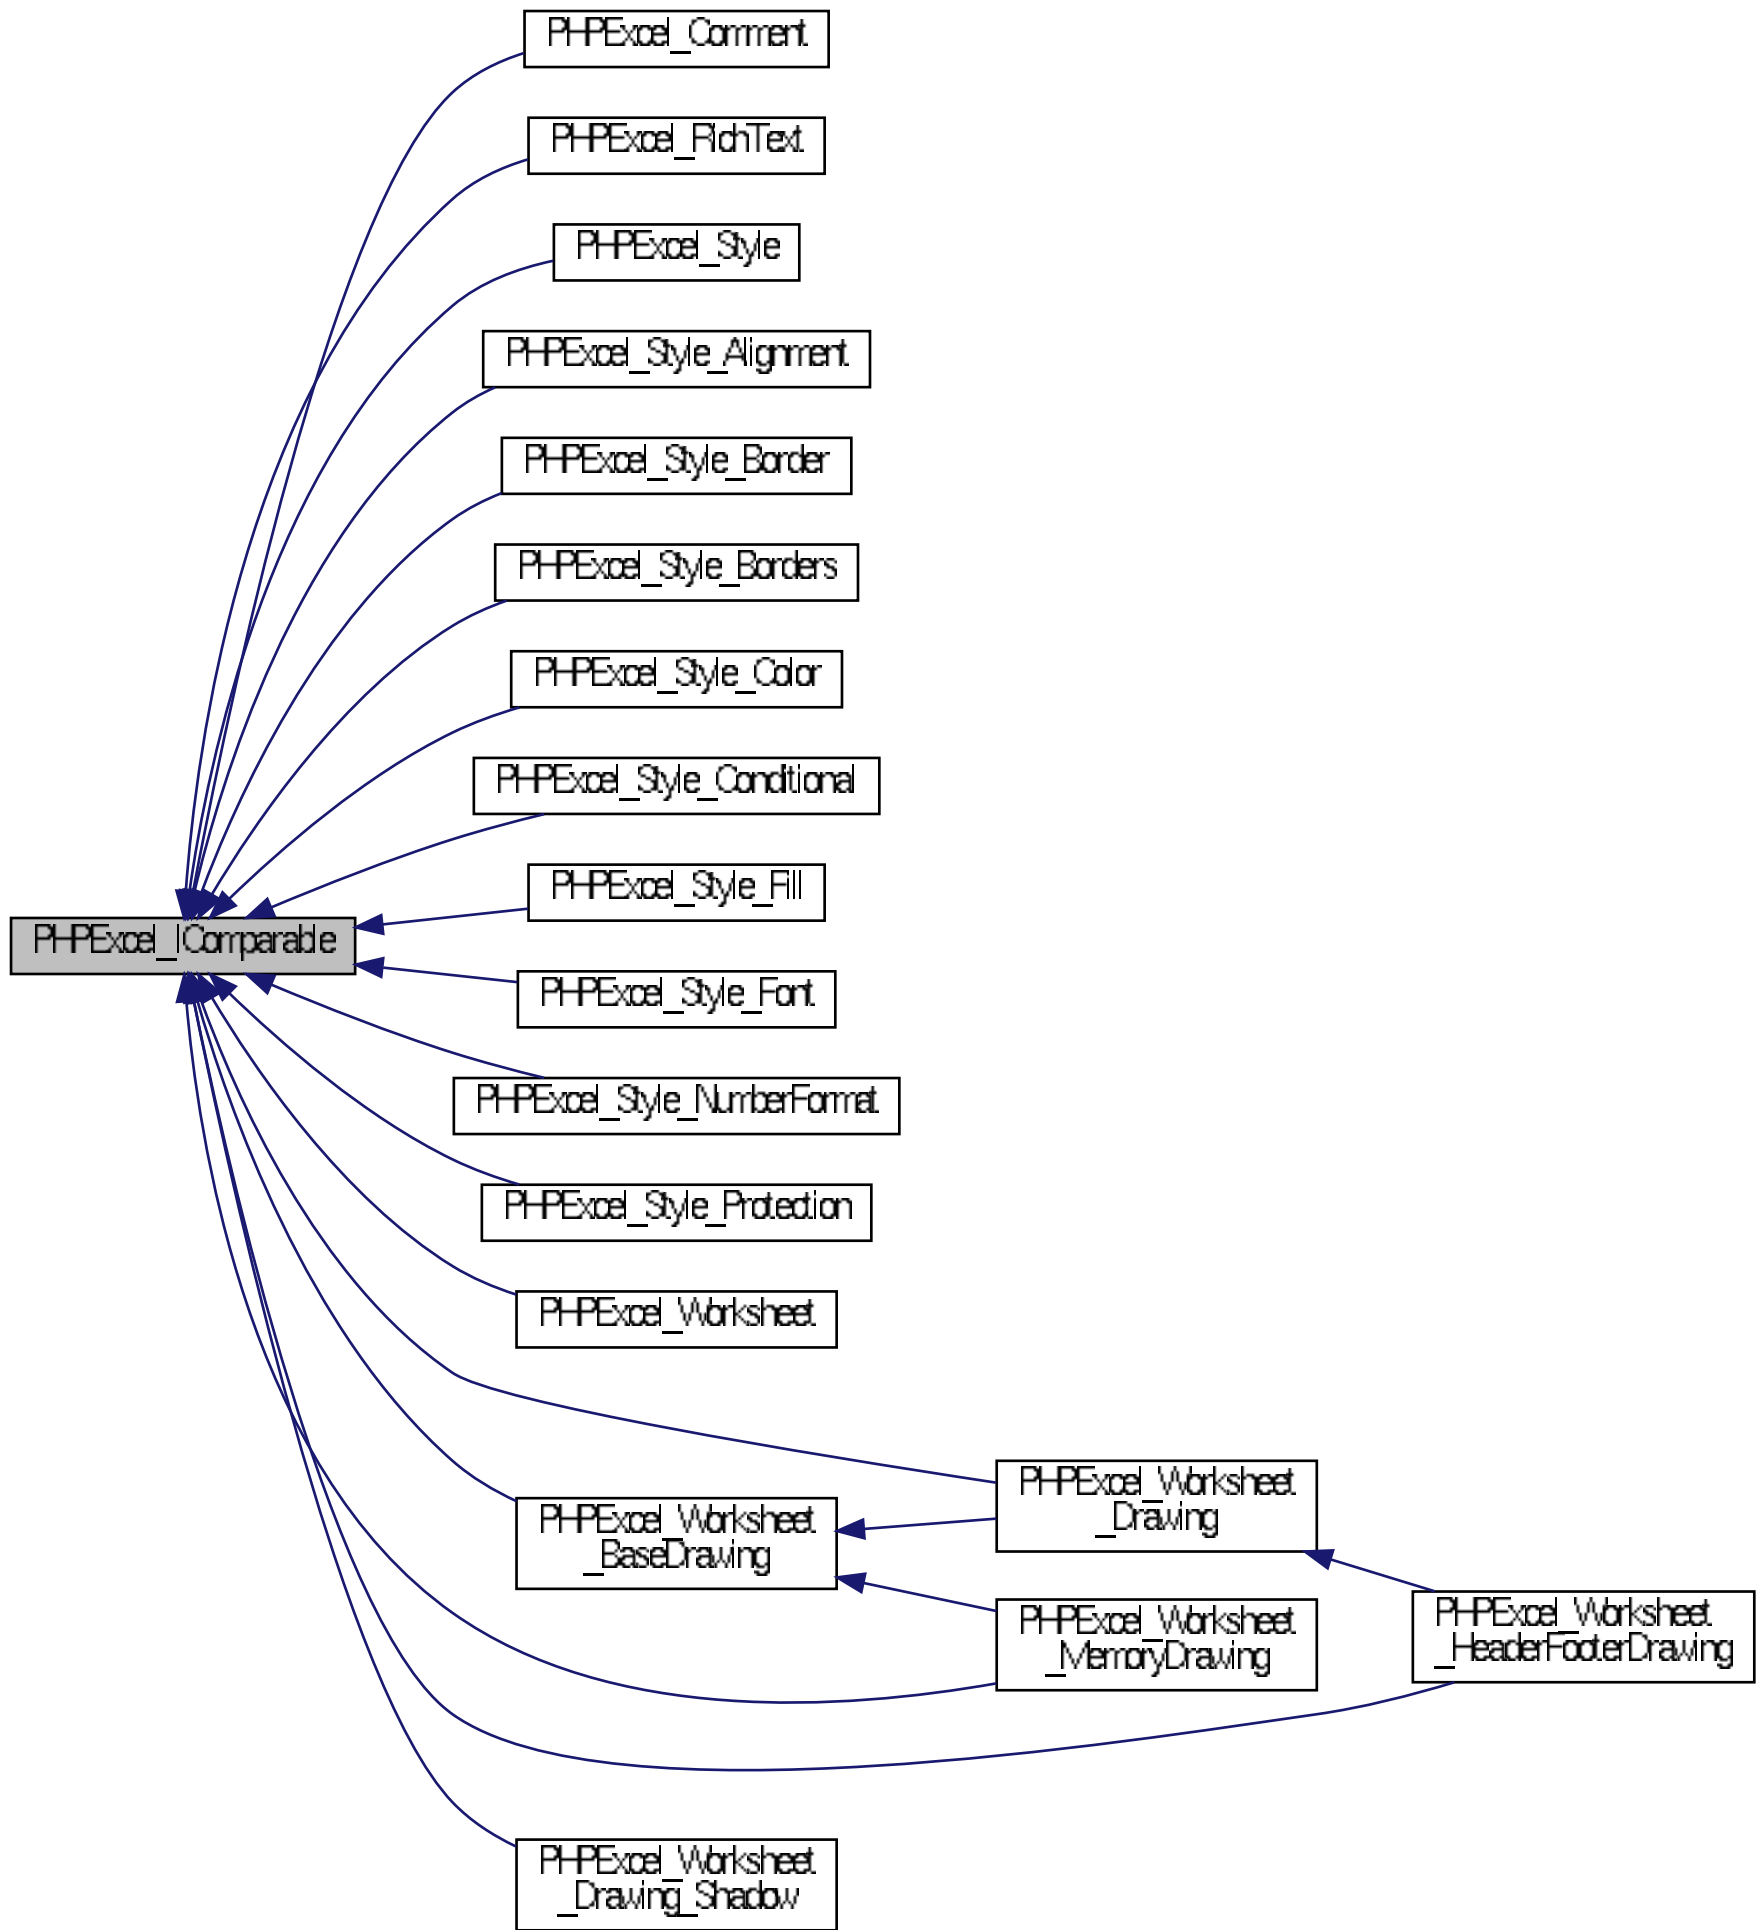 PHPExcel_Comment
PHPExcel_RichText
PHPExcel_Style
PHPExcel_Style_Alignment
PHPExcel_Style_Border
PHPExcel_Style_Borders
PHPExcel_Style_Color
PHPExcel_Style_Conditional
PHPExcel_Style_Fill
PHPExcel_IComparable
PHPExcel_Style_Font
PHPExcel_Style_NumberFormat
PHPExcel_Style_Protection
PHPExcel_Worksheet
PHPExcel_Worksheet
_Drawing
PHPExcel_Worksheet
_BaseDrawing
PHPExcel_Worksheet
_MemoryDrawing
PHPExcel_Worksheet
_HeaderFooterDrawing
PHPExcel_Worksheet
_Drawing_Shadow